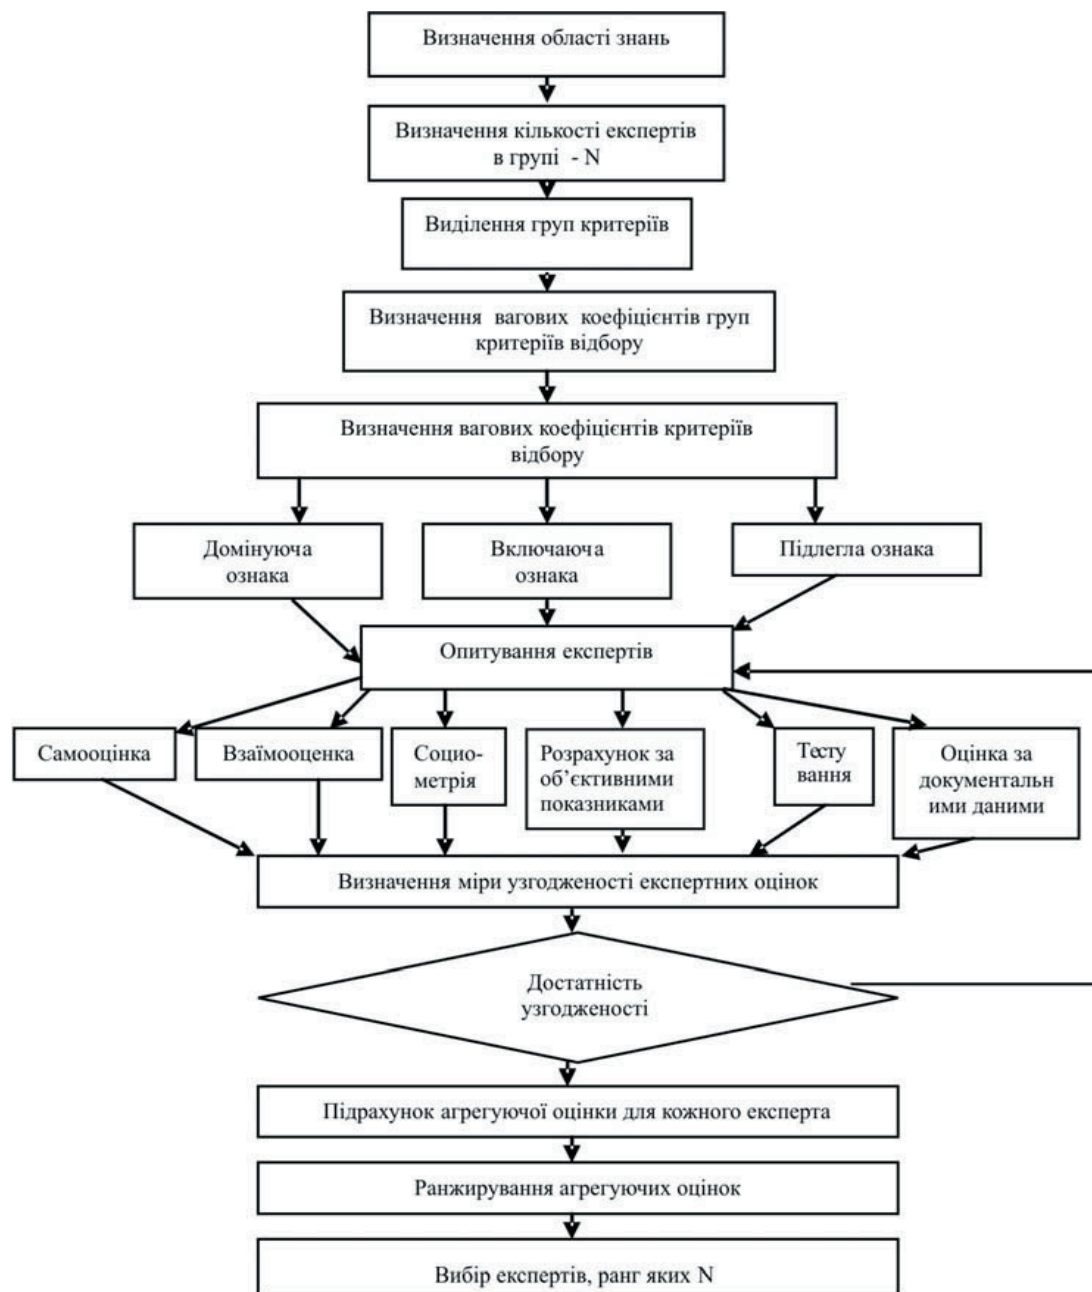 Визначення області знань
Визначення кількості експертів
в групі - N
Виділення груп критеріїв
Визначення вагових коефіцієнтів груп
критеріїв відбору
Визначення вагових коефіцієнтів критеріїв
відбору
Домінуюча
ознака
Включаюча
ознака
Підлегла ознака
Опитування експертів
Самооцінка
Взаїмооценка
Социо-
метрія
Розрахунок за
об’єктивними
показниками
Тесту
вання
Оцінка за
документальн
ими даними
Визначення міри узгодженості експертних оцінок
Достатність
узгодженості
Підрахунок агрегуючої оцінки для кожного експерта
Ранжирування агрегуючих оцінок
Вибір експертів, ранг яких N